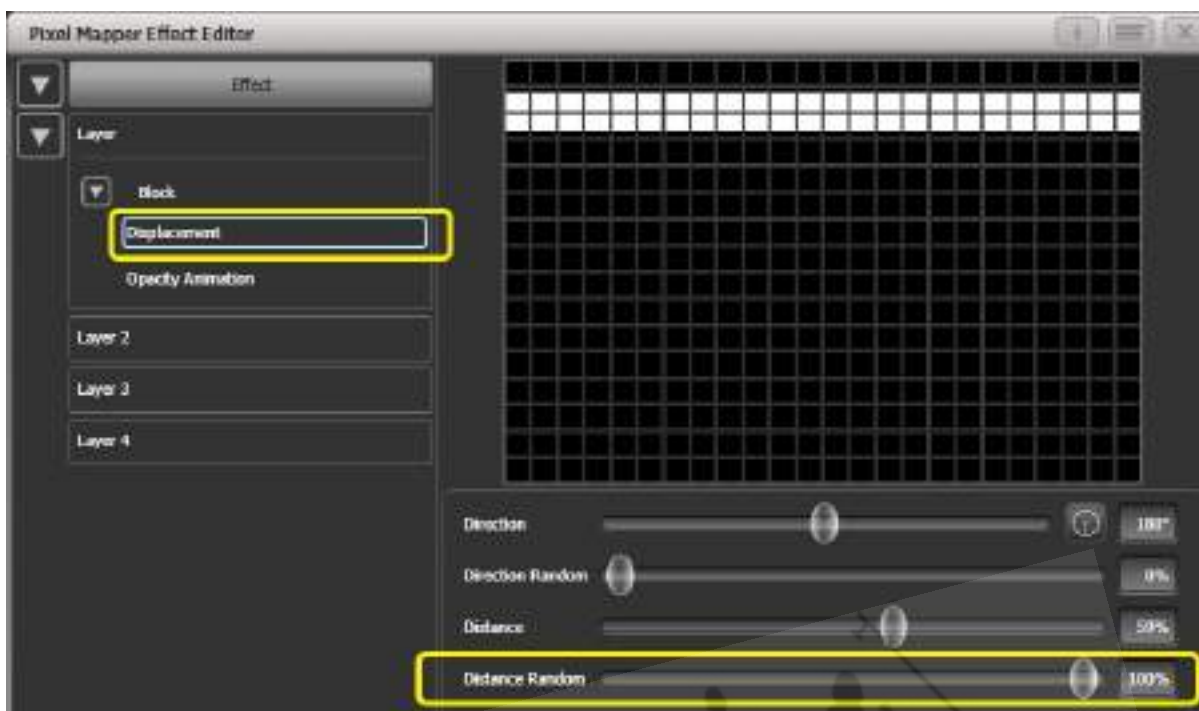 Pixel Mapper Effect Editor
Effect
Layer
Block
Displacement
Opacity Animation
Layer 2
Layer 3
Layer 4
Direction 180°
Direction Random 0%
Distance 50%
Distance Random 100%